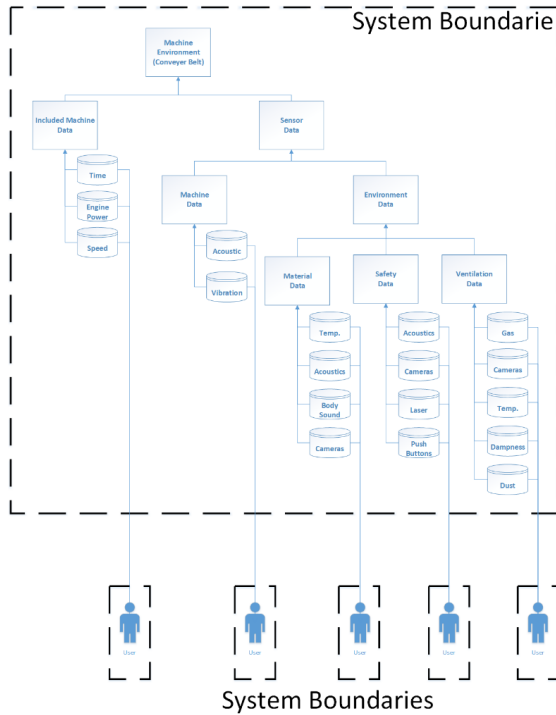 System Boundarie
Machine
Environment
(Conveyer Belt)
Included Machine
Data
Sensor
Data
Time
Engine
Power
Speed
Machine
Data
Environment
Data
Acoustic
Vibration
Material
Data
Safety
Data
Ventilation
Data
Temp.
Acoustics
Body
Sound
Cameras
Acoustics
Cameras
Laser
Push
Buttons
Gas
Cameras
Temp.
Dampness
Dust
User
User
User
User
User
System Boundaries